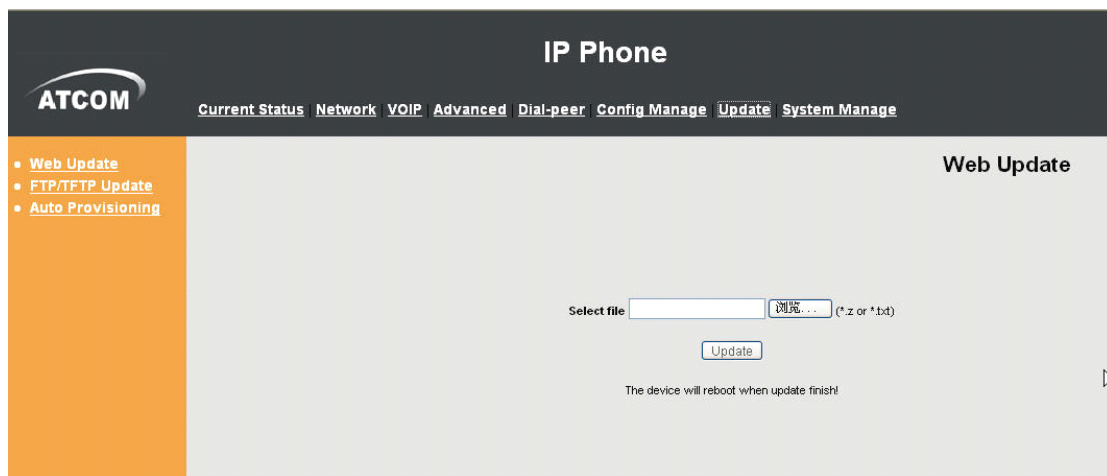 IP Phone
ATCOM
Current Status | Network | VOIP | Advanced | Dial-peer | Config Manage | Update | System Manage
Web Update
FTP/TFTP Update
Auto Provisioning
Web Update
Select file 浏览... (*.z or *.txt)
Update
The device will reboot when update finish!